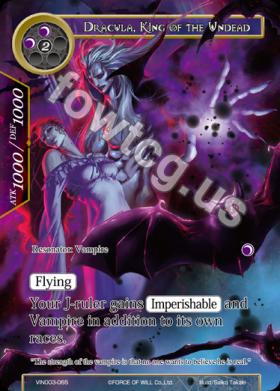 Dracula, King of the Undead
2
ATK 1000/DEF 1000
fowtcg.us
Resonator: Vampire
Flying
Your J-ruler gains Imperishable and
Vampire in addition to its own
races.
"The strength of the vampire is that no one wants to believe he is real."
VIN003-065 ©FORCE OF WILL Co.,Ltd. Illust/Seiko Takaki